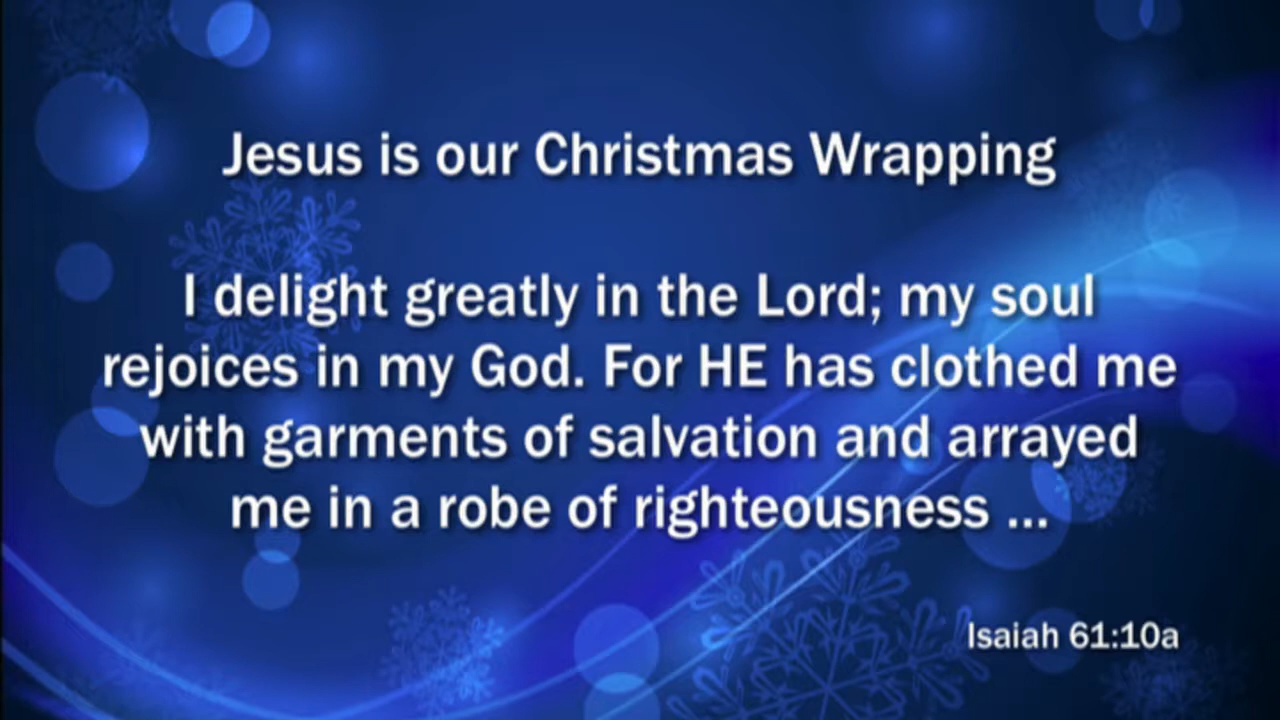 Jesus is our Christmas Wrapping
I delight greatly in the Lord; my soul
rejoices in my God. For HE has clothed me
with garments of salvation and arrayed
me in a robe of righteousness ...
Isaiah 61:10a